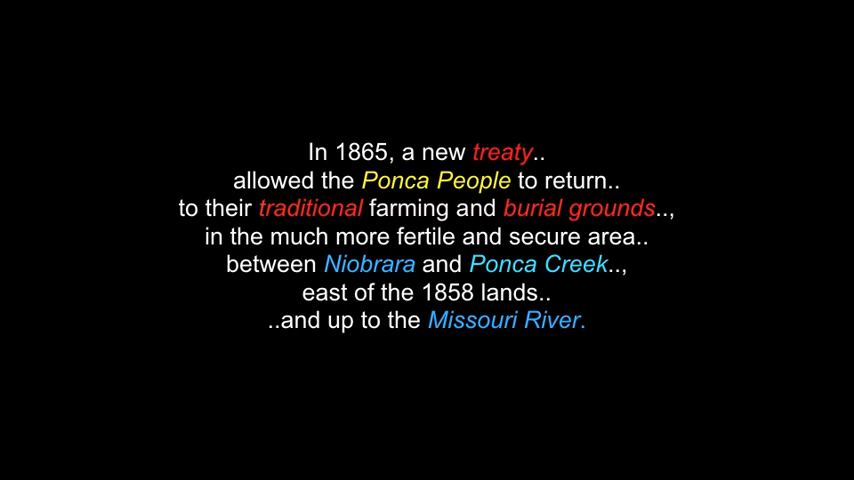 In 1865, a new treaty..
allowed the Ponca People to return..
to their traditional farming and burial grounds..,
in the much more fertile and secure area..
between Niobrara and Ponca Creek..,
east of the 1858 lands..
..and up to the Missouri River.